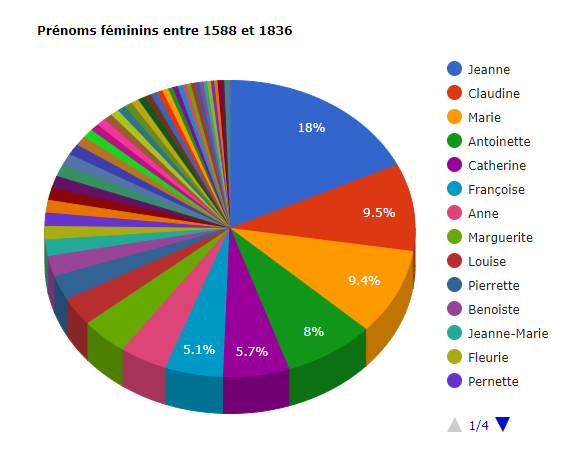 Prénoms féminins entre 1588 et 1836
18%
9.5%
9.4%
8%
5.7%
5.1%
Jeanne
Claudine
Marie
Antoinette
Catherine
Françoise
Anne
Marguerite
Louise
Pierrette
Benoiste
Jeanne-Marie
Fleurie
Pernette
1/4